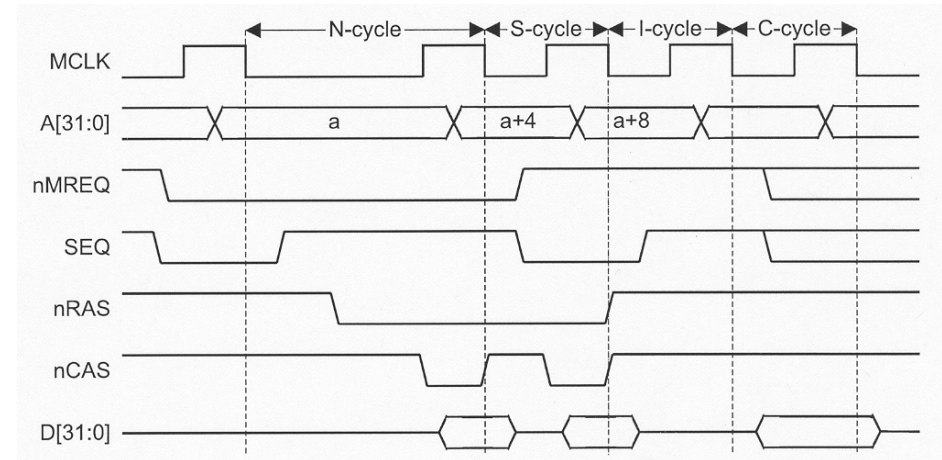 N-cycle S-cycle I-cycle C-cycle
MCLK
A[31:0] a a+4 a+8
nMREQ
SEQ
nRAS
nCAS
D[31:0]